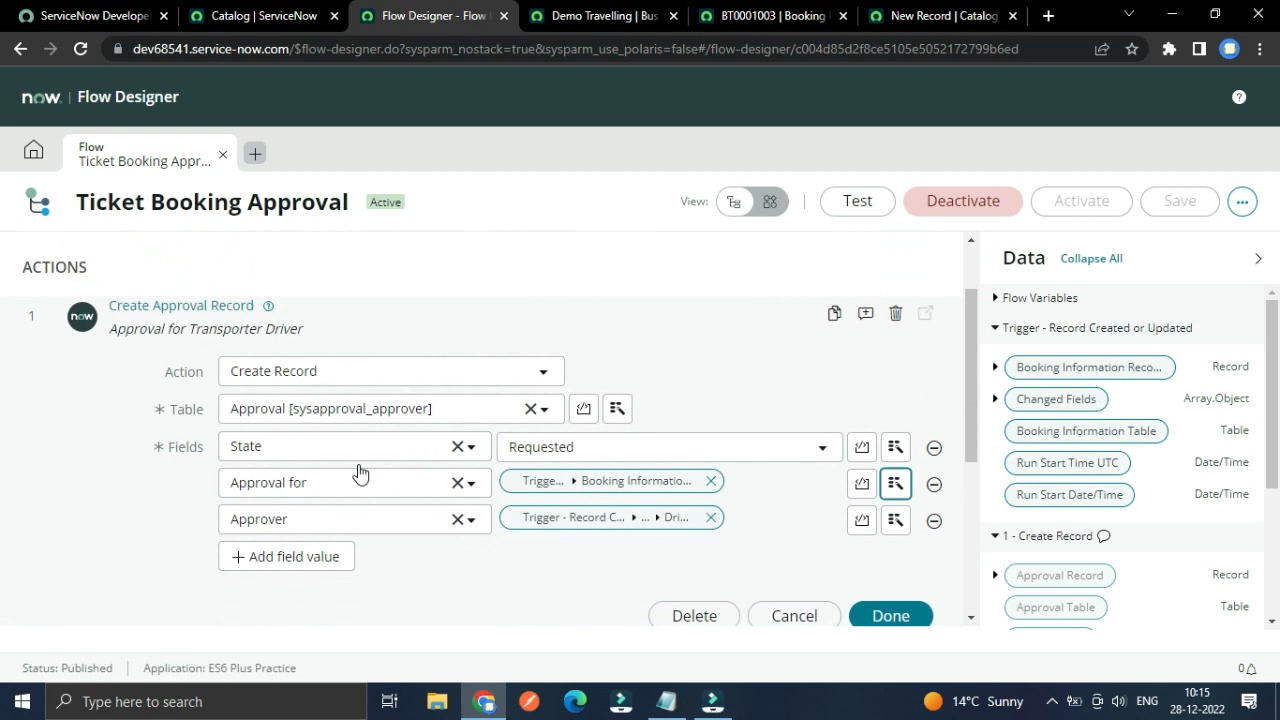 ServiceNow Develope
Catalog | ServiceNow
Flow Designer - Flow
Demo Travelling | Bus
BT0001003 | Booking
New Record | Catalog
dev68541.service-now.com/$flow-designer.do?sysparm_nostack=true&sysparm_use_polaris=false#/flow-designer/c004d85d2f8ce5105e5052172799b6ed
now. | Flow Designer
Flow
Ticket Booking Appr...
Ticket Booking Approval
Active
View:
Test
Deactivate
Activate
Save
ACTIONS
1
now
Create Approval Record
Approval for Transporter Driver
Action
Create Record
* Table
Approval [sysapproval_approver]
* Fields
State
Requested
Approval for
Trigge... Booking Informatio...
Approver
Trigger - Record C... ... Dri...
+ Add field value
Delete
Cancel
Done
Data
Collapse All
Flow Variables
Trigger - Record Created or Updated
Booking Information Reco... Record
Changed Fields Array.Object
Booking Information Table Table
Run Start Time UTC Date/Time
Run Start Date/Time Date/Time
1 - Create Record
Approval Record Record
Approval Table Table
Status: Published
Application: ES6 Plus Practice
0
Type here to search
14°C Sunny
ENG
10:15
28-12-2022